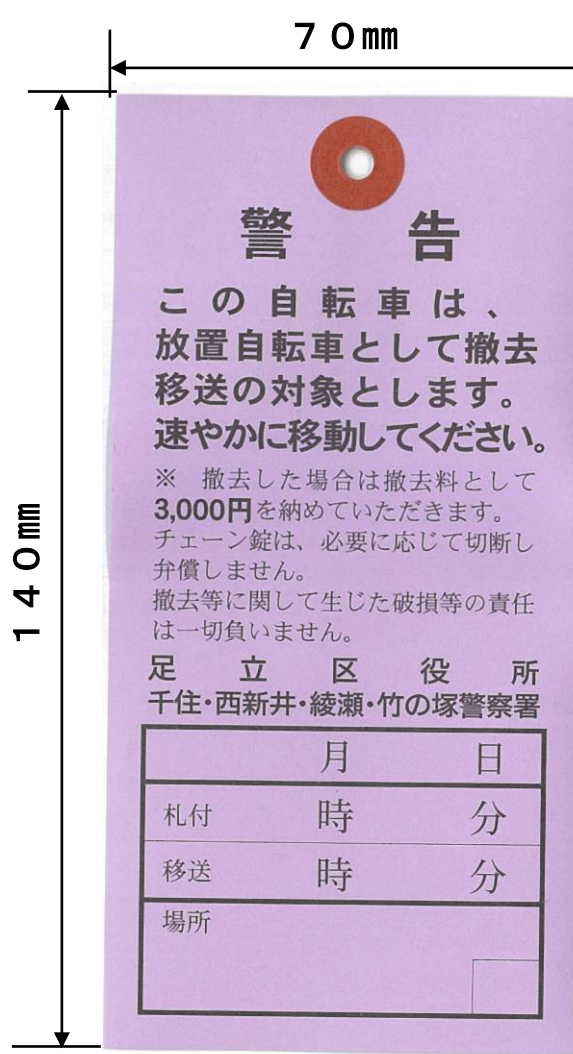 ７０㎜
１４０㎜
警告
この自転車は、
放置自転車として撤去
移送の対象とします。
速やかに移動してください。
※ 撤去した場合は撤去料として
3,000円を納めていただきます。
チェーン錠は、必要に応じて切断し
弁償しません。
撤去等に関して生じた破損等の責任
は一切負いません。
足立区役所
千住・西新井・綾瀬・竹の塚警察署
月 日
札付 時 分
移送 時 分
場所